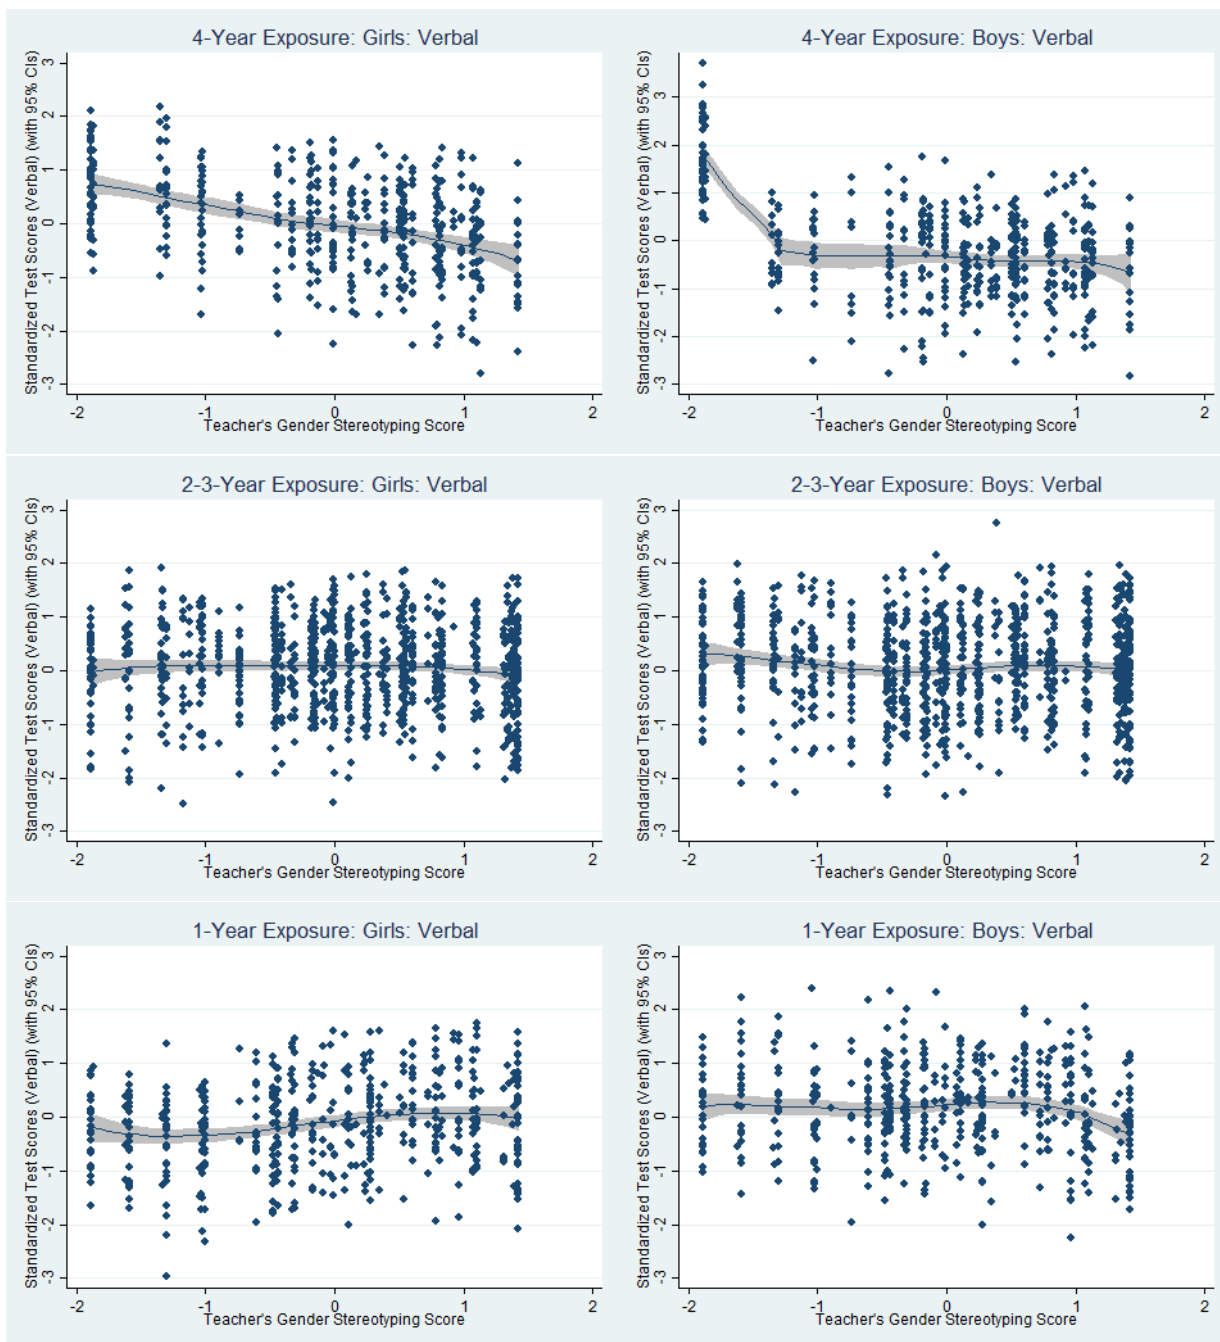 4-Year Exposure: Girls: Verbal
Standardized Test Scores (Verbal) (with 95% CIs)
3
2
1
0
-1
-2
-3
-2 -1 0 1 2
Teacher's Gender Stereotyping Score
4-Year Exposure: Boys: Verbal
Standardized Test Scores (Verbal) (with 95% CIs)
3
2
1
0
-1
-2
-3
-2 -1 0 1 2
Teacher's Gender Stereotyping Score
2-3-Year Exposure: Girls: Verbal
Standardized Test Scores (Verbal) (with 95% CIs)
3
2
1
0
-1
-2
-3
-2 -1 0 1 2
Teacher's Gender Stereotyping Score
2-3-Year Exposure: Boys: Verbal
Standardized Test Scores (Verbal) (with 95% CIs)
3
2
1
0
-1
-2
-3
-2 -1 0 1 2
Teacher's Gender Stereotyping Score
1-Year Exposure: Girls: Verbal
Standardized Test Scores (Verbal) (with 95% CIs)
3
2
1
0
-1
-2
-3
-2 -1 0 1 2
Teacher's Gender Stereotyping Score
1-Year Exposure: Boys: Verbal
Standardized Test Scores (Verbal) (with 95% CIs)
3
2
1
0
-1
-2
-3
-2 -1 0 1 2
Teacher's Gender Stereotyping Score